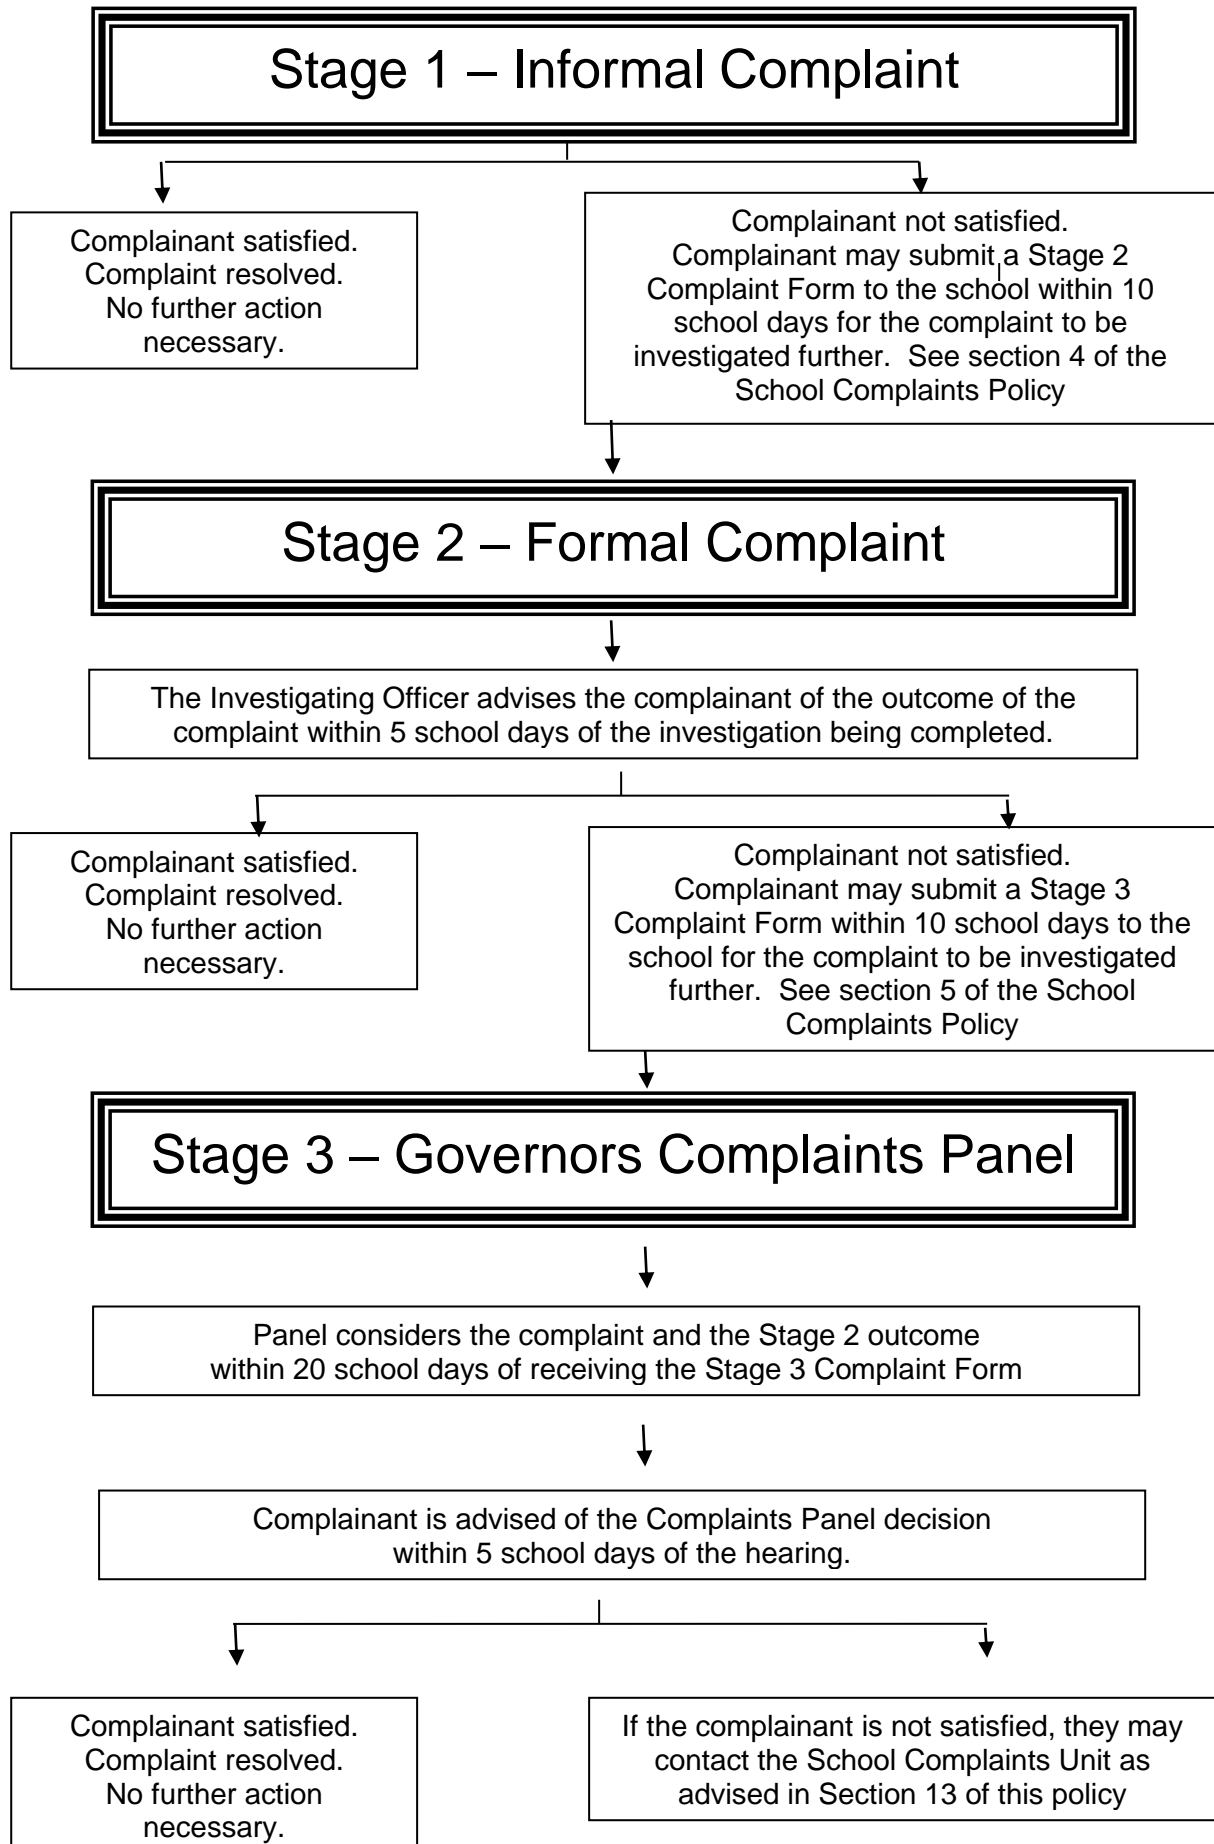 Stage 1 – Informal Complaint
Complainant satisfied.
Complaint resolved.
No further action
necessary.
Complainant not satisfied.
Complainant may submit a Stage 2
Complaint Form to the school within 10
school days for the complaint to be
investigated further.  See section 4 of the
School Complaints Policy
Stage 2 – Formal Complaint
The Investigating Officer advises the complainant of the outcome of the
complaint within 5 school days of the investigation being completed.
Complainant satisfied.
Complaint resolved.
No further action
necessary.
Complainant not satisfied.
Complainant may submit a Stage 3
Complaint Form within 10 school days to the
school for the complaint to be investigated
further.  See section 5 of the School
Complaints Policy
Stage 3 – Governors Complaints Panel
Panel considers the complaint and the Stage 2 outcome
within 20 school days of receiving the Stage 3 Complaint Form
Complainant is advised of the Complaints Panel decision
within 5 school days of the hearing.
Complainant satisfied.
Complaint resolved.
No further action
necessary.
If the complainant is not satisfied, they may
contact the School Complaints Unit as
advised in Section 13 of this policy